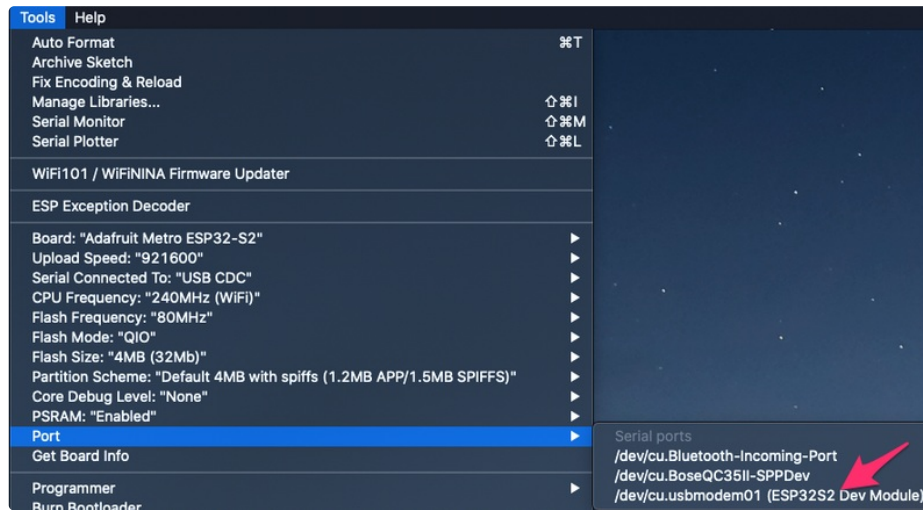 Tools Help
Auto Format ⌘T
Archive Sketch
Fix Encoding & Reload
Manage Libraries... ⇧⌘I
Serial Monitor ⇧⌘M
Serial Plotter ⇧⌘L
WiFi101 / WiFiNINA Firmware Updater
ESP Exception Decoder
Board: "Adafruit Metro ESP32-S2"
Upload Speed: "921600"
Serial Connected To: "USB CDC"
CPU Frequency: "240MHz (WiFi)"
Flash Frequency: "80MHz"
Flash Mode: "QIO"
Flash Size: "4MB (32Mb)"
Partition Scheme: "Default 4MB with spiffs (1.2MB APP/1.5MB SPIFFS)"
Core Debug Level: "None"
PSRAM: "Enabled"
Port
Get Board Info
Programmer
Burn Bootloader
Serial ports
/dev/cu.Bluetooth-Incoming-Port
/dev/cu.BoseQC35II-SPPDev
/dev/cu.usbmodem01 (ESP32S2 Dev Module)